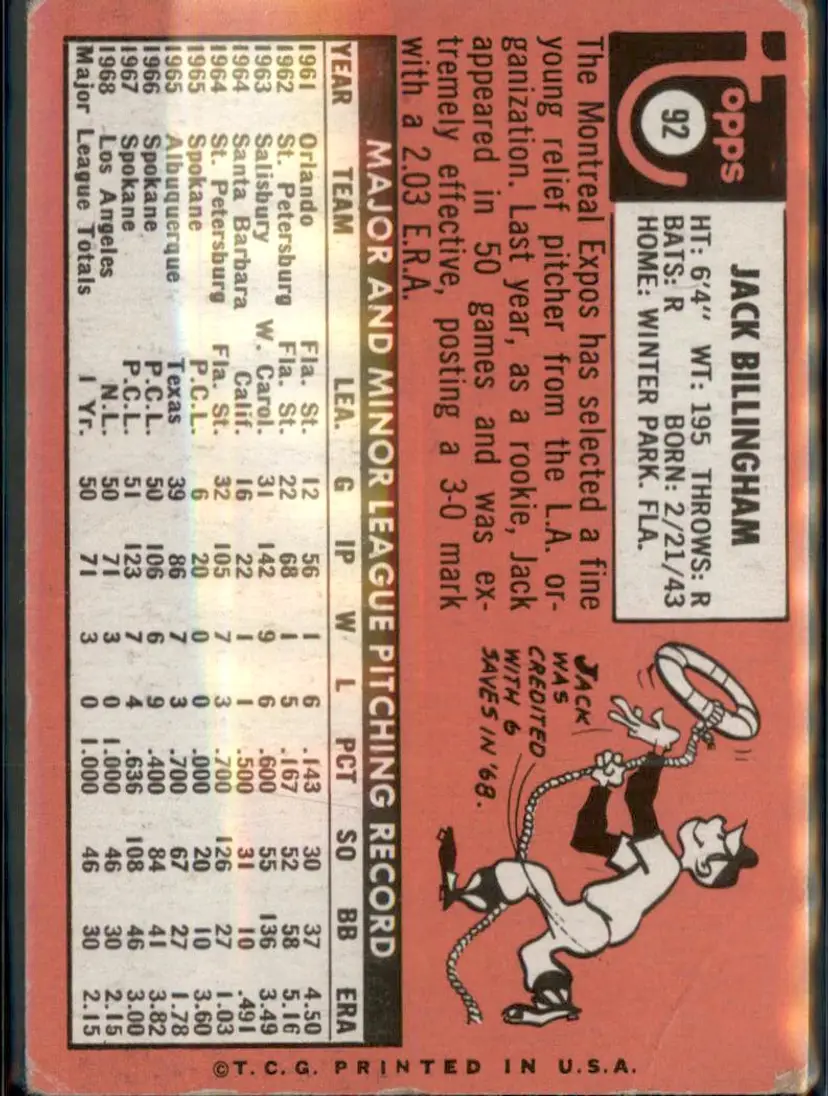 topps
92
JACK BILLINGHAM
HT: 6'4" WT: 195 THROWS: R
BATS: R BORN: 2/21/43
HOME: WINTER PARK. FLA.
The Montreal Expos has selected a fine
young relief pitcher from the L.A. or-
ganization. Last year, as a rookie, Jack
appeared in 50 games and was ex-
tremely effective, posting a 3-0 mark
with a 2.03 E.R.A.
JACK
WAS
CREDITED
WITH 6
SAVES IN '68.
MAJOR AND MINOR LEAGUE PITCHING RECORD
YEAR TEAM LEA. G IP W L PCT SO BB ERA
1961 Orlando Fla. St. 12 56 1 6 .143 30 37 4.50
1962 St. Petersburg Fla. St. 22 68 1 5 .167 52 58 5.16
1963 Salisbury W. Carol. 31 142 9 6 .600 55 136 3.49
1964 Santa Barbara Calif. 16 22 1 1 .500 31 10 .491
1964 St. Petersburg Fla. St. 32 105 7 3 .700 126 27 1.03
1965 Spokane P.C.L. 6 20 0 0 .000 20 10 3.60
1965 Albuquerque Texas 39 86 7 3 .700 67 27 1.78
1966 Spokane P.C.L. 50 106 6 9 .400 84 41 3.82
1967 Spokane P.C.L. 51 123 7 4 .636 108 46 3.00
1968 Los Angeles N.L. 50 71 3 0 1.000 46 30 2.15
Major League Totals 1 Yr. 50 71 3 0 1.000 46 30 2.15
©T.C.G. PRINTED IN U.S.A.